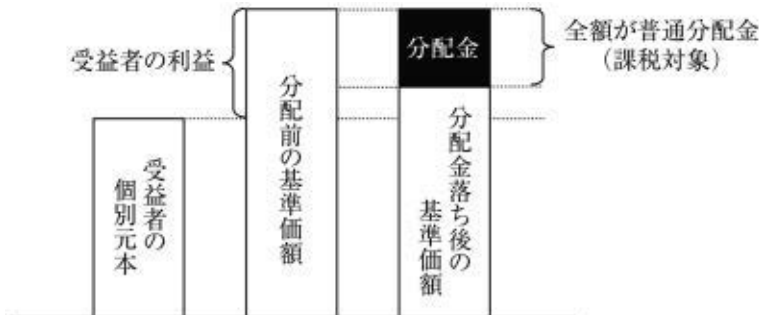 受益者の利益
分配金
全額が普通分配金
(課税対象)
受益者の
個別元本
分配前の基準価額
分配金落ち後の
基準価額